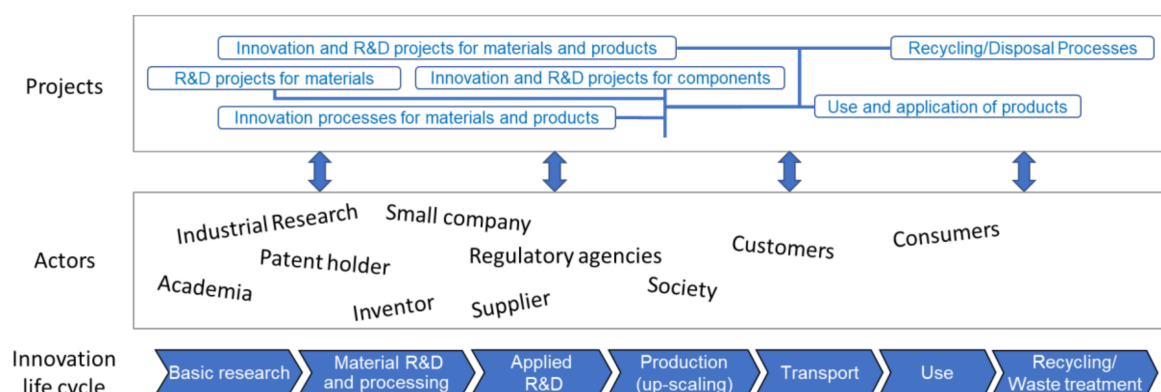 Projects
Innovation and R&D projects for materials and products
Recycling/Disposal Processes
R&D projects for materials
Innovation and R&D projects for components
Use and application of products
Innovation processes for materials and products
Actors
Industrial Research
Small company
Patent holder
Regulatory agencies
Customers
Consumers
Academia
Inventor
Supplier
Society
Innovation
life cycle
Basic research
Material R&D
and processing
Applied
R&D
Production
(up-scaling)
Transport
Use
Recycling/
Waste treatment